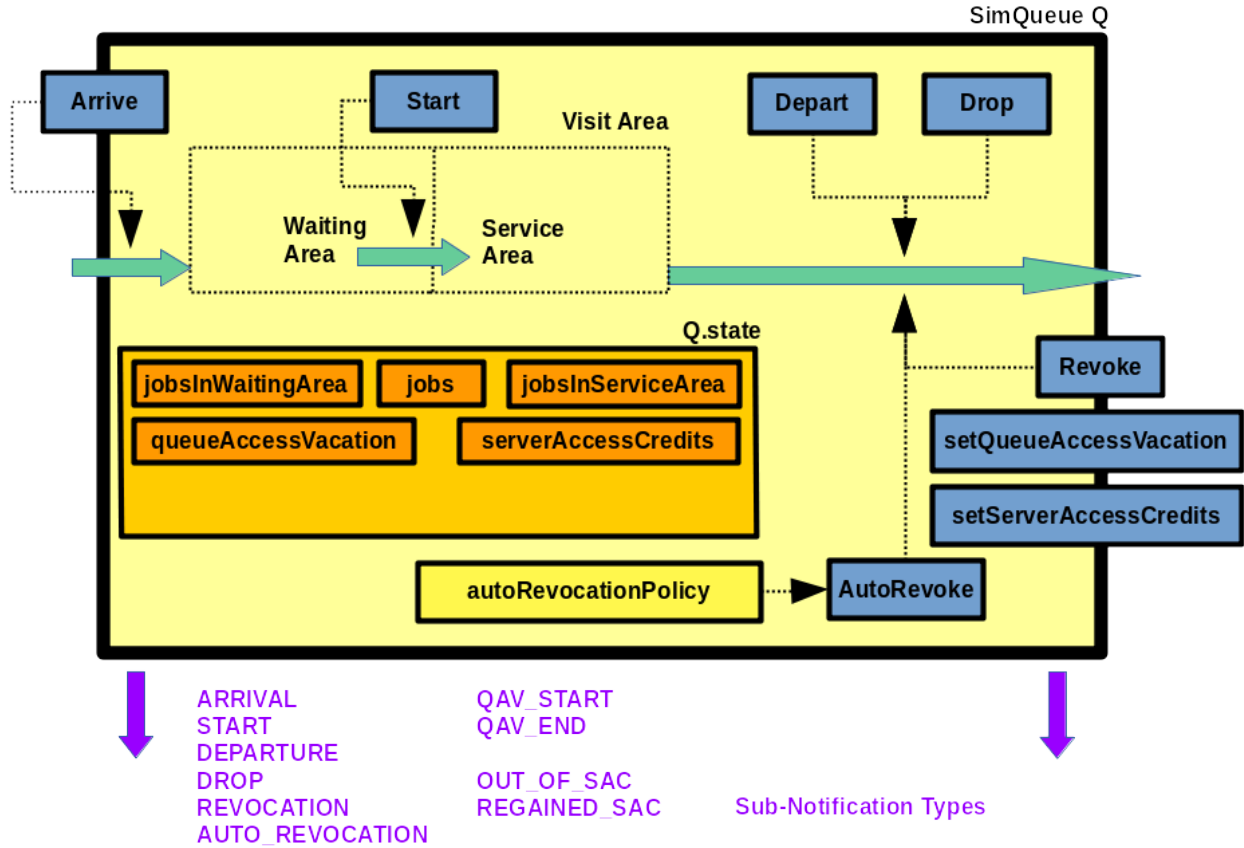 SimQueue Q
Arrive
Start
Depart
Drop
Visit Area
Waiting
Area
Service
Area
Q.state
jobsInWaitingArea
jobs
jobsInServiceArea
queueAccessVacation
serverAccessCredits
Revoke
setQueueAccessVacation
setServerAccessCredits
autoRevocationPolicy
AutoRevoke
ARRIVAL
START
DEPARTURE
DROP
REVOCATION
AUTO_REVOCATION
QAV_START
QAV_END
OUT_OF_SAC
REGAINED_SAC
Sub-Notification Types